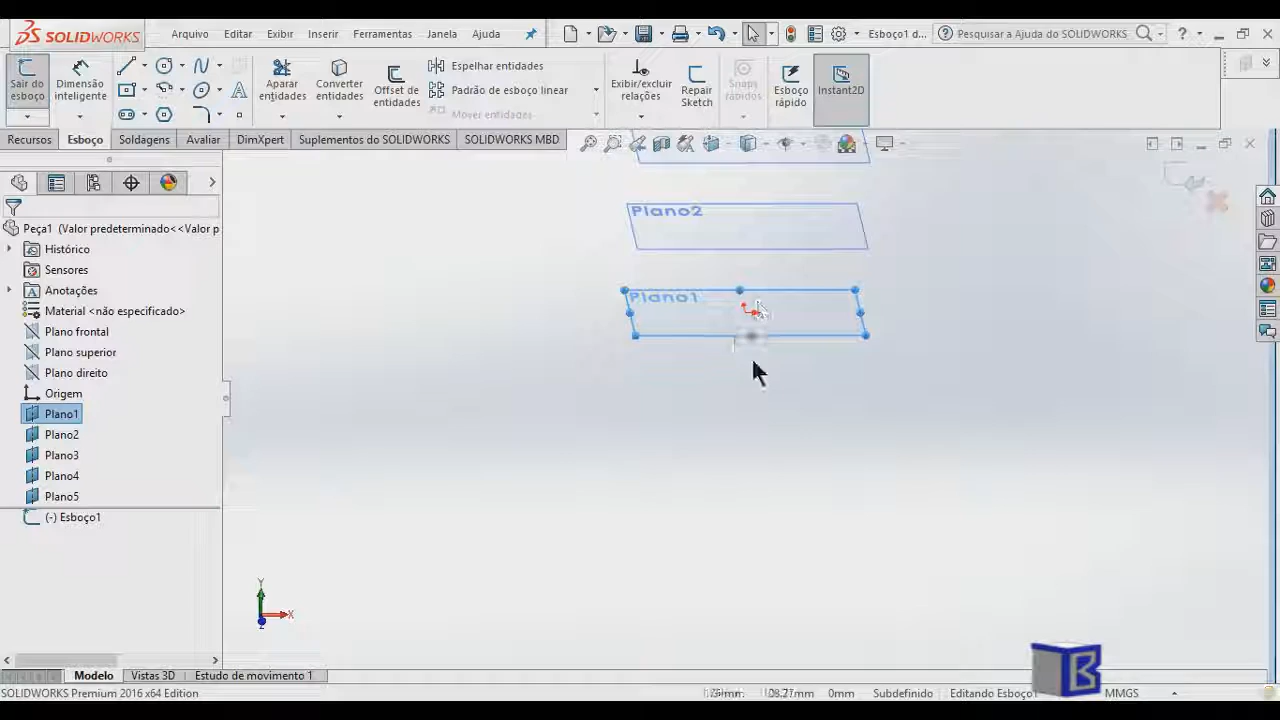 SOLIDWORKS
Arquivo Editar Exibir Inserir Ferramentas Janela Ajuda
Esboço1 d...
Pesquisar a Ajuda do SOLIDWORKS
Sair do esboço
Dimensão inteligente
Aparar entidades
Converter entidades
Offset de entidades
Espelhar entidades
Padrão de esboço linear
Mover entidades
Exibir/excluir relações
Repair Sketch
Snaps rápidos
Esboço rápido
Instant2D
Recursos Esboço Soldagens Avaliar DimXpert Suplementos do SOLIDWORKS SOLIDWORKS MBD
Peça1 (Valor predeterminado<<Valor p
Histórico
Sensores
Anotações
Material <não especificado>
Plano frontal
Plano superior
Plano direito
Origem
Plano1
Plano2
Plano3
Plano4
Plano5
(-) Esboço1
Plano2
Plano1
Y
X
Z
Modelo Vistas 3D Estudo de movimento 1
SOLIDWORKS Premium 2016 x64 Edition
0mm Subdefinido Editando Esboço1 MMGS